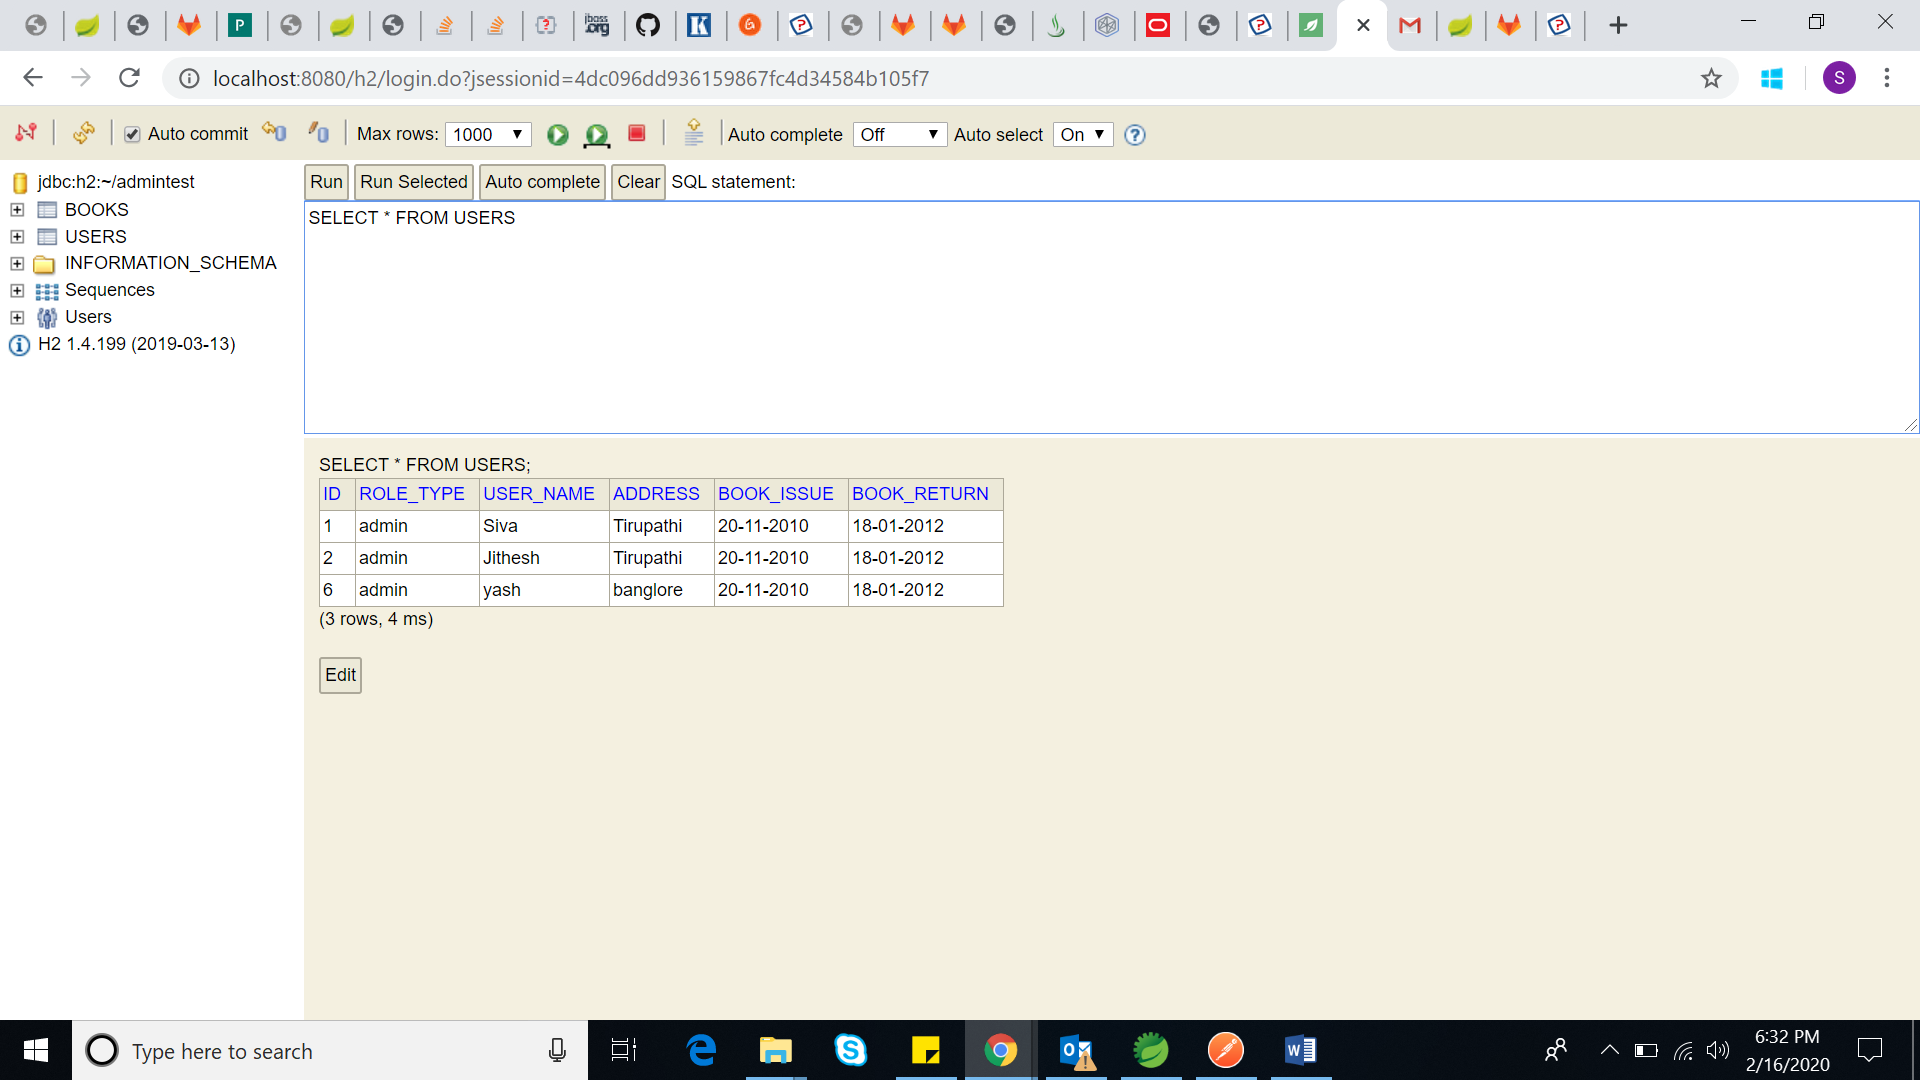 localhost:8080/h2/login.do?jsessionid=4dc096dd936159867fc4d34584b105f7
S
Auto commit Max rows: 1000 Auto complete Off Auto select On
jdbc:h2:~/admintest
BOOKS
USERS
INFORMATION_SCHEMA
Sequences
Users
H2 1.4.199 (2019-03-13)
Run Run Selected Auto complete Clear SQL statement:
SELECT * FROM USERS
SELECT * FROM USERS;
ID ROLE_TYPE USER_NAME ADDRESS BOOK_ISSUE BOOK_RETURN
1 admin Siva Tirupathi 20-11-2010 18-01-2012
2 admin Jithesh Tirupathi 20-11-2010 18-01-2012
6 admin yash banglore 20-11-2010 18-01-2012
(3 rows, 4 ms)
Edit
Type here to search
6:32 PM
2/16/2020